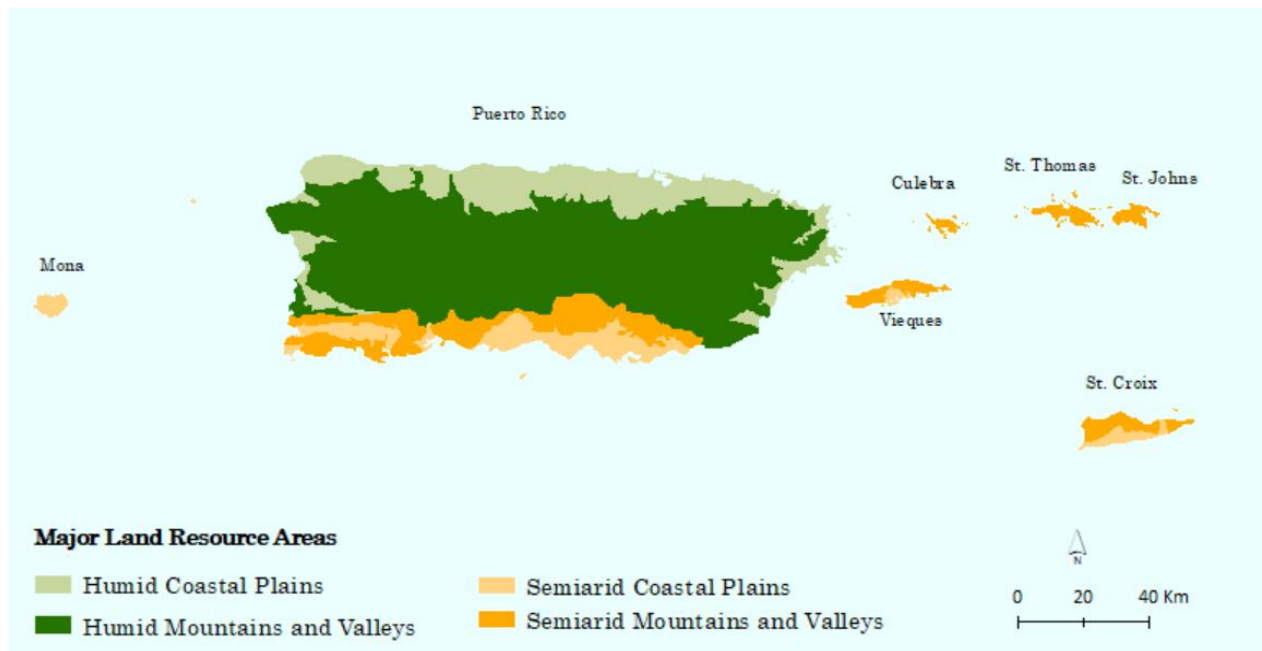 Puerto Rico
St. Thomas
St. Johns
Culebra
Mona
Vieques
St. Croix
Major Land Resource Areas
Humid Coastal Plains
Semiarid Coastal Plains
Humid Mountains and Valleys
Semiarid Mountains and Valleys
N
0 20 40 Km